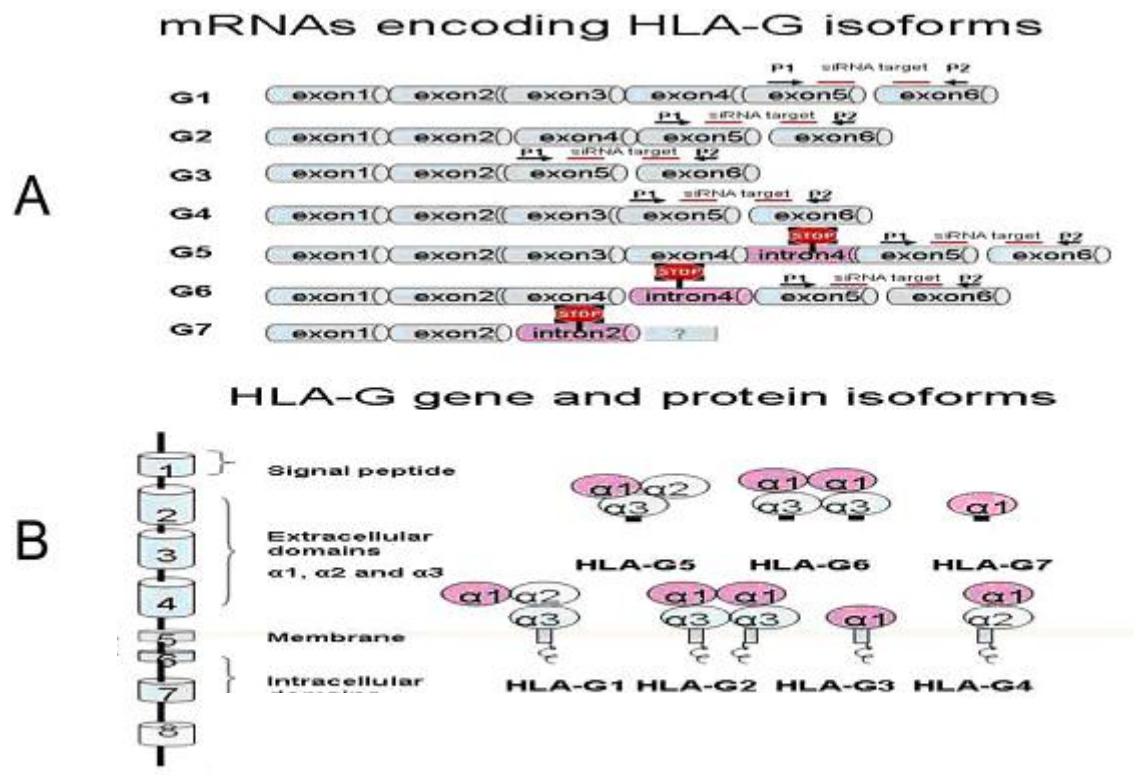 mRNAs encoding HLA-G isoforms
P1 siRNA target P2
G1 exon1 exon2 exon3 exon4 exon5 exon6
P1 siRNA target P2
G2 exon1 exon2 exon4 exon5 exon6
P1 siRNA target P2
G3 exon1 exon2 exon5 exon6
A
P1 siRNA target P2
G4 exon1 exon2 exon3 exon5 exon6
STOP P1 siRNA target P2
G5 exon1 exon2 exon3 exon4 intron4 exon5 exon6
STOP P1 siRNA target P2
G6 exon1 exon2 exon4 intron4 exon5 exon6
STOP
G7 exon1 exon2 intron2 ?
HLA-G gene and protein isoforms
1 Signal peptide
α1 α2 α3
α1 α1 α3 α3
α1
2
B
3
4
Extracellular
domains
α1, α2 and α3
HLA-G5 HLA-G6 HLA-G7
α1 α2 α3
α1 α1 α3 α3
α1
α1 α2
5 Membrane
6
7
8
Intracellular
HLA-G1 HLA-G2 HLA-G3 HLA-G4